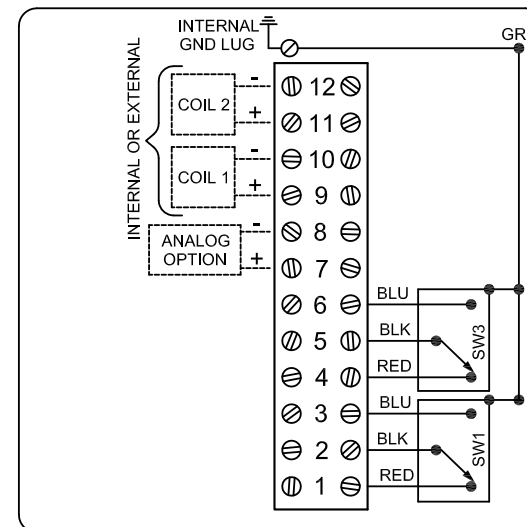 INTERNAL
GND LUG
GR
INTERNAL OR EXTERNAL
COIL 2
-
+
COIL 1
-
+
ANALOG
OPTION
-
+
12
11
10
9
8
7
6
5
4
3
2
1
BLU
BLK
RED
SW3
BLU
BLK
RED
SW1